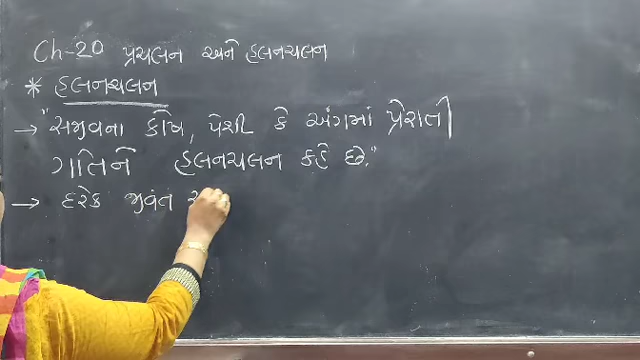 Ch-20 પ્રચલન અને હલનચલન
* હલનચલન
→ "સજીવના કોષ, પેશી કે અંગમાં પ્રેરાતી
ગતિને હલનચલન કહે છે."
→ દરેક જીવંત